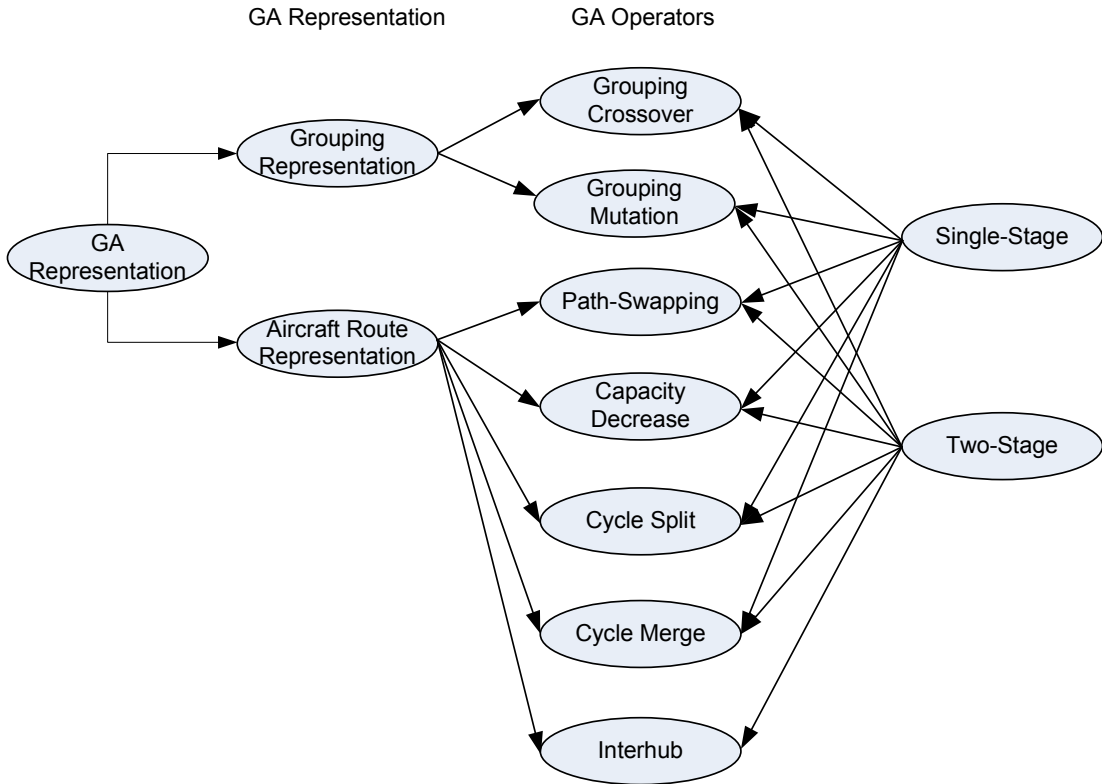 GA Representation
GA Operators
Grouping
Crossover
Grouping
Representation
Grouping
Mutation
GA
Representation
Single-Stage
Path-Swapping
Aircraft Route
Representation
Capacity
Decrease
Two-Stage
Cycle Split
Cycle Merge
Interhub